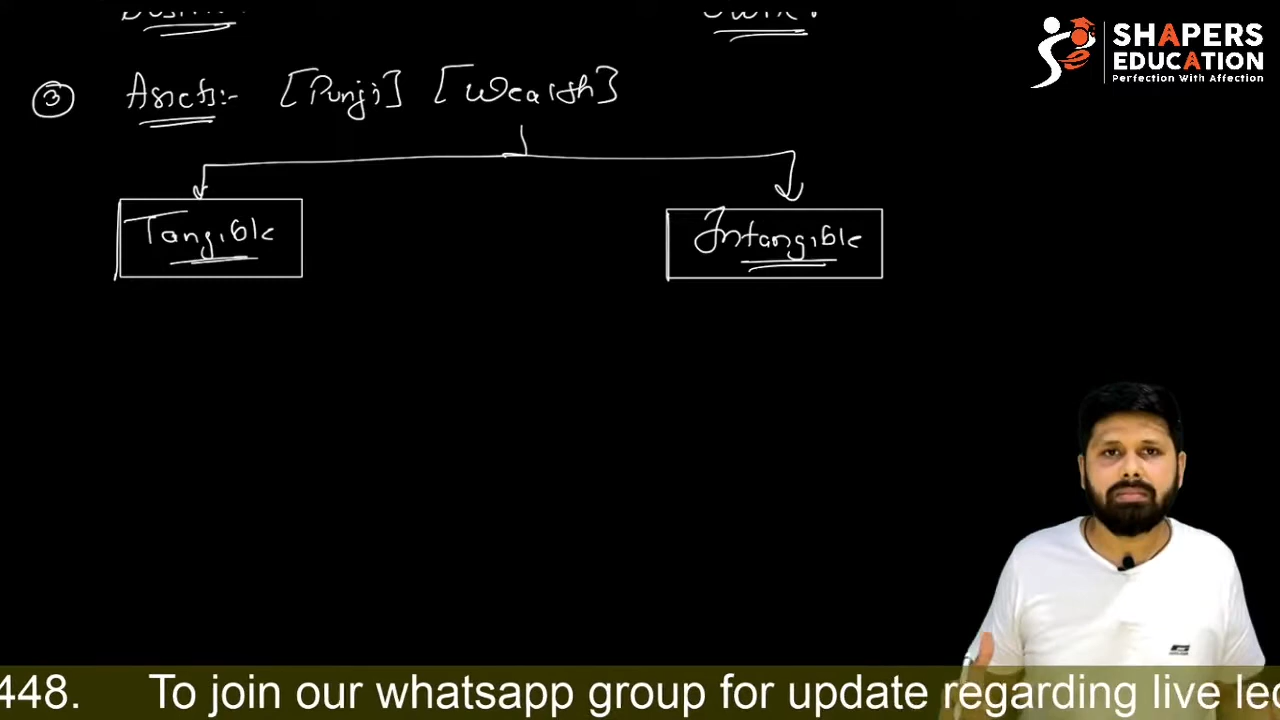 SHAPERS
EDUCATION
Perfection With Affection
③ Assets:- [Punji] [Wealth]
Tangible
Intangible
448. To join our whatsapp group for update regarding live lec